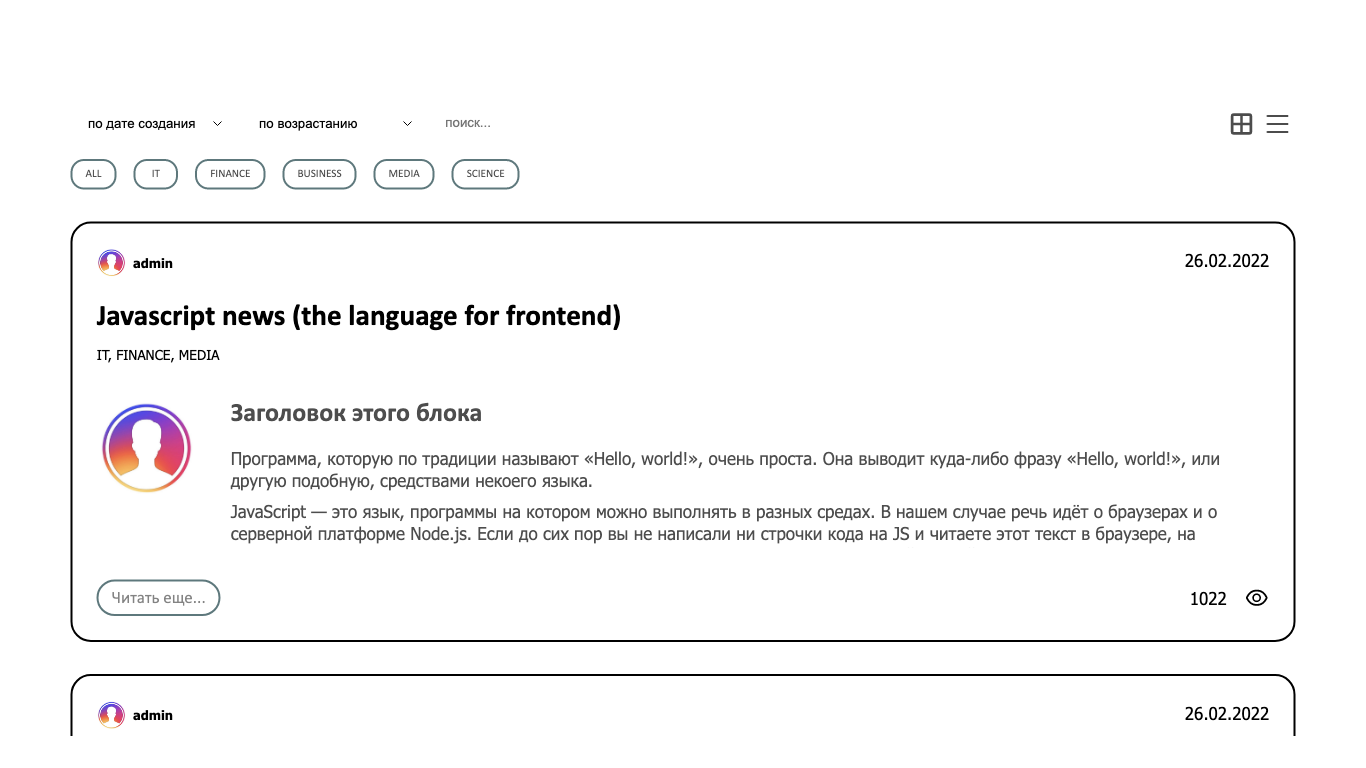 по дате создания по возрастанию поиск...
ALL IT FINANCE BUSINESS MEDIA SCIENCE
admin 26.02.2022
Javascript news (the language for frontend)
IT, FINANCE, MEDIA
Заголовок этого блока
Программа, которую по традиции называют «Hello, world!», очень проста. Она выводит куда-либо фразу «Hello, world!», или
другую подобную, средствами некоего языка.
JavaScript — это язык, программы на котором можно выполнять в разных средах. В нашем случае речь идёт о браузерах и о
серверной платформе Node.js. Если до сих пор вы не написали ни строчки кода на JS и читаете этот текст в браузере, на
Читать еще... 1022
admin 26.02.2022